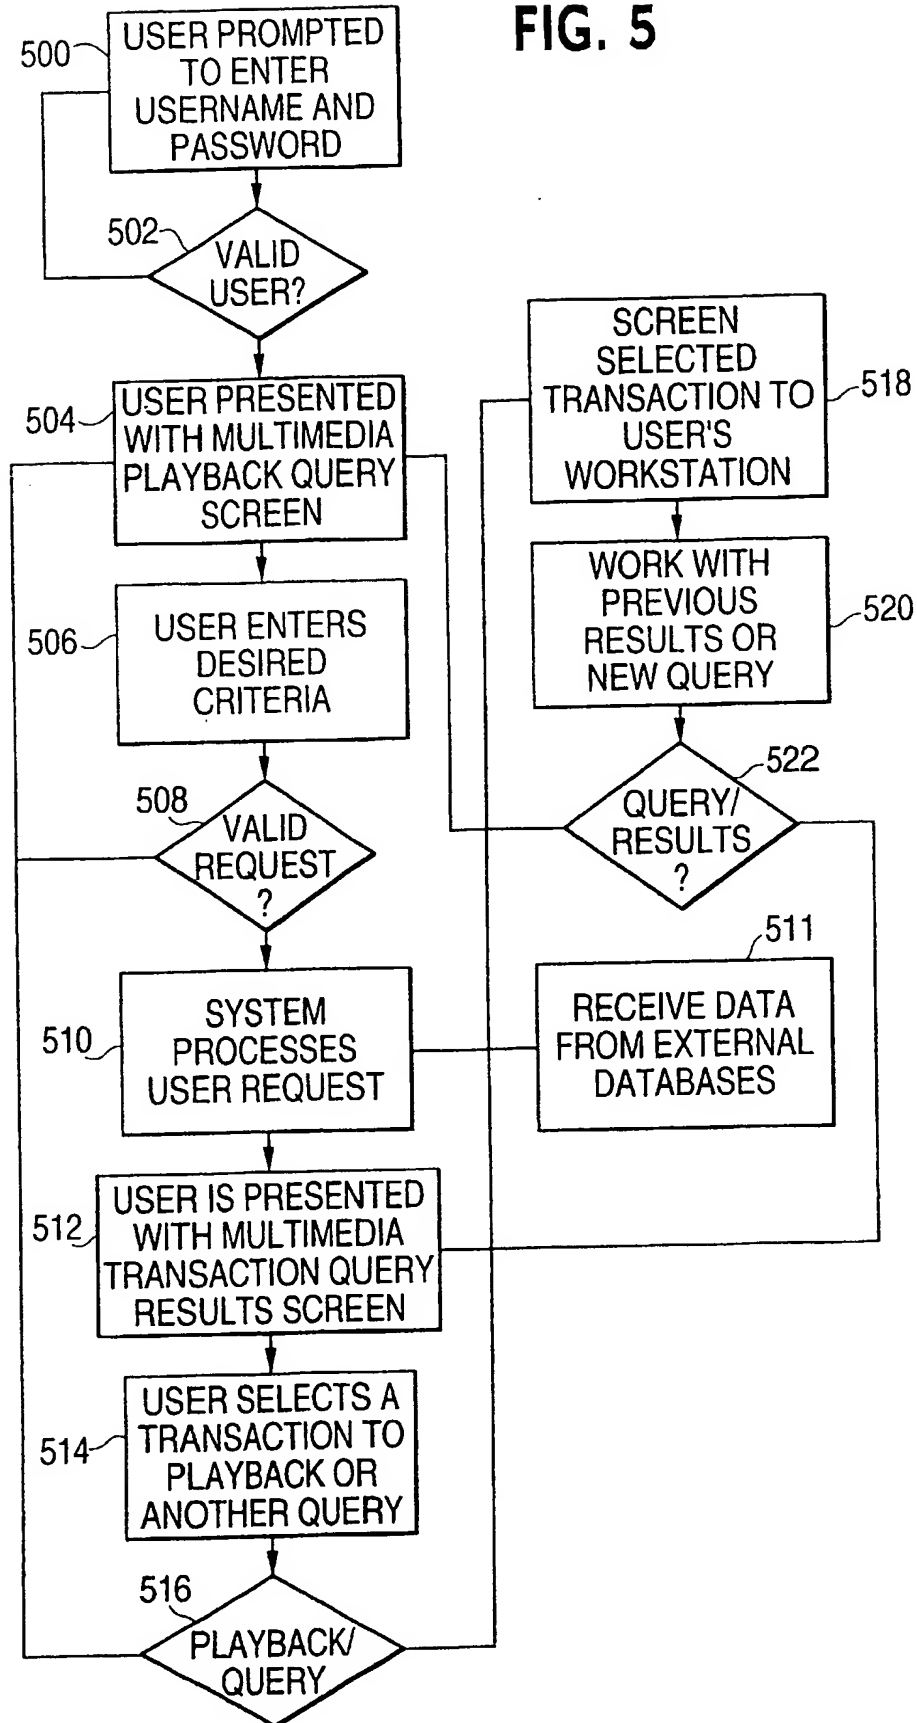 FIG. 5
500
USER PROMPTED
TO ENTER
USERNAME AND
PASSWORD
502
VALID
USER?
504
USER PRESENTED
WITH MULTIMEDIA
PLAYBACK QUERY
SCREEN
506
USER ENTERS
DESIRED
CRITERIA
508
VALID
REQUEST
?
510
SYSTEM
PROCESSES
USER REQUEST
512
USER IS PRESENTED
WITH MULTIMEDIA
TRANSACTION QUERY
RESULTS SCREEN
514
USER SELECTS A
TRANSACTION TO
PLAYBACK OR
ANOTHER QUERY
516
PLAYBACK/
QUERY
SCREEN
SELECTED
TRANSACTION TO
USER'S
WORKSTATION
518
WORK WITH
PREVIOUS
RESULTS OR
NEW QUERY
520
522
QUERY/
RESULTS
?
511
RECEIVE DATA
FROM EXTERNAL
DATABASES